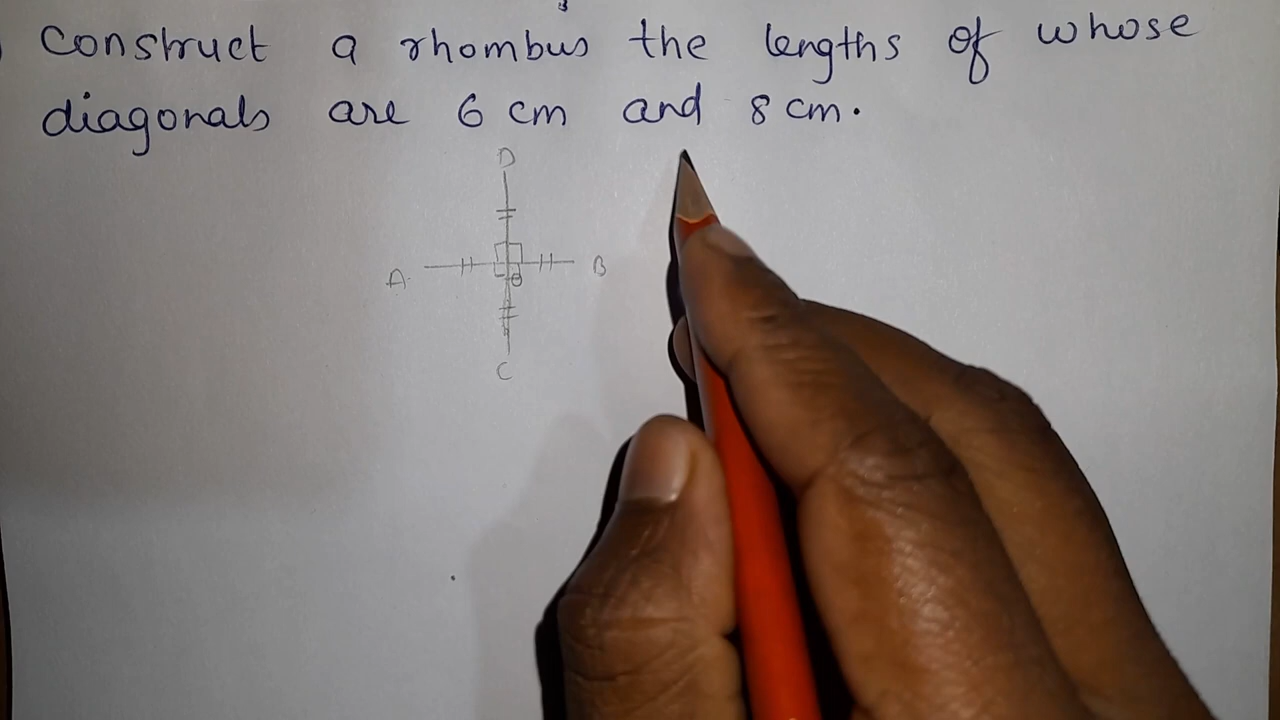 Construct a rhombus the lengths of whose
diagonals are 6 cm and 8 cm.
D
A B
O
C